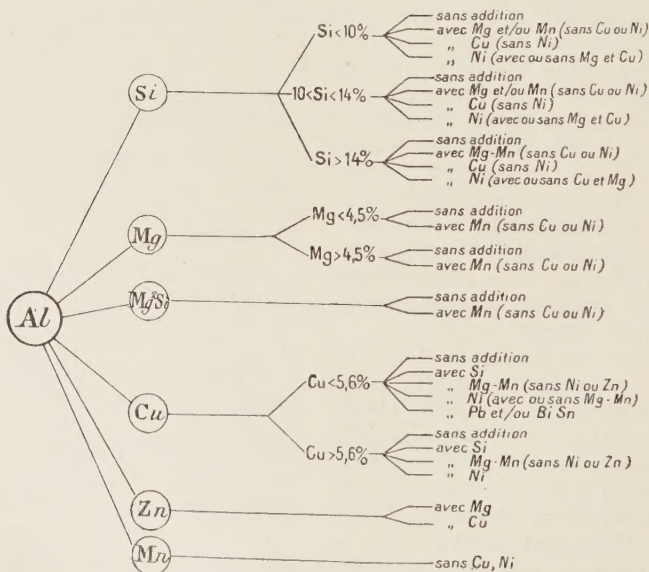 Al
Si
Si<10%
sans addition
avec Mg et/ou Mn (sans Cu ou Ni)
„ Cu (sans Ni)
„ Ni (avec ou sans Mg et Cu)
10<Si<14%
sans addition
avec Mg et/ou Mn (sans Cu ou Ni)
„ Cu (sans Ni)
„ Ni (avec ou sans Mg et Cu)
Si>14%
sans addition
avec Mg-Mn (sans Cu ou Ni)
„ Cu (sans Ni)
„ Ni (avec ou sans Cu et Mg)
Mg
Mg<4,5%
sans addition
avec Mn (sans Cu ou Ni)
Mg>4,5%
sans addition
avec Mn (sans Cu ou Ni)
Mg²Si
sans addition
avec Mn (sans Cu ou Ni)
Cu
Cu<5,6%
sans addition
avec Si
„ Mg-Mn (sans Ni ou Zn)
„ Ni (avec ou sans Mg-Mn)
„ Pb et/ou Bi Sn
Cu>5,6%
sans addition
avec Si
„ Mg-Mn (sans Ni ou Zn)
„ Ni
Zn
avec Mg
„ Cu
Mn
sans Cu, Ni